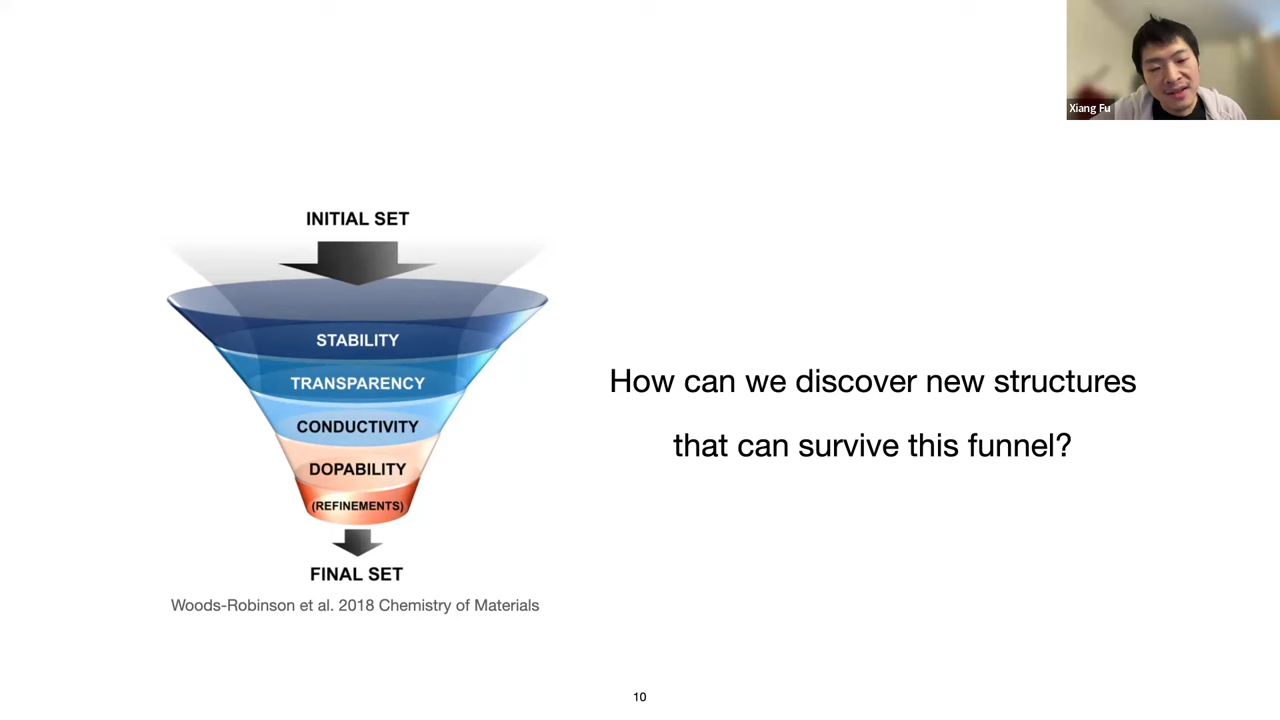 Xiang Fu
INITIAL SET
STABILITY
TRANSPARENCY
CONDUCTIVITY
DOPABILITY
(REFINEMENTS)
FINAL SET
Woods-Robinson et al. 2018 Chemistry of Materials
How can we discover new structures
that can survive this funnel?
10